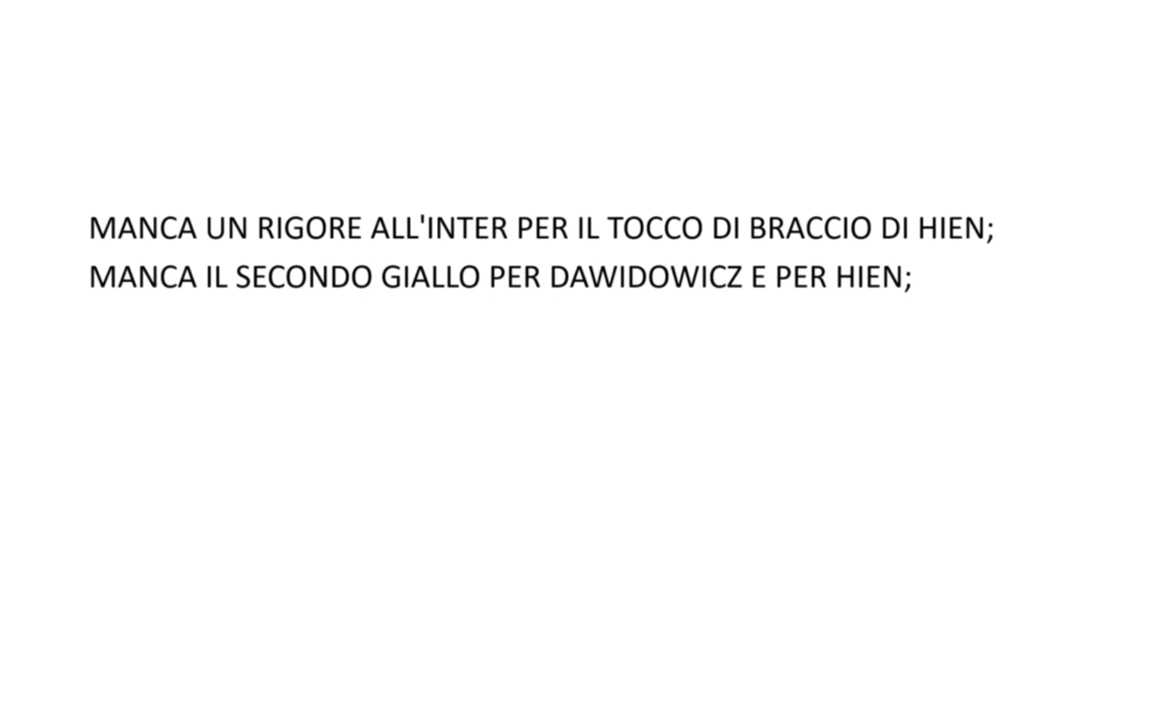 MANCA UN RIGORE ALL'INTER PER IL TOCCO DI BRACCIO DI HIEN;
MANCA IL SECONDO GIALLO PER DAWIDOWICZ E PER HIEN;